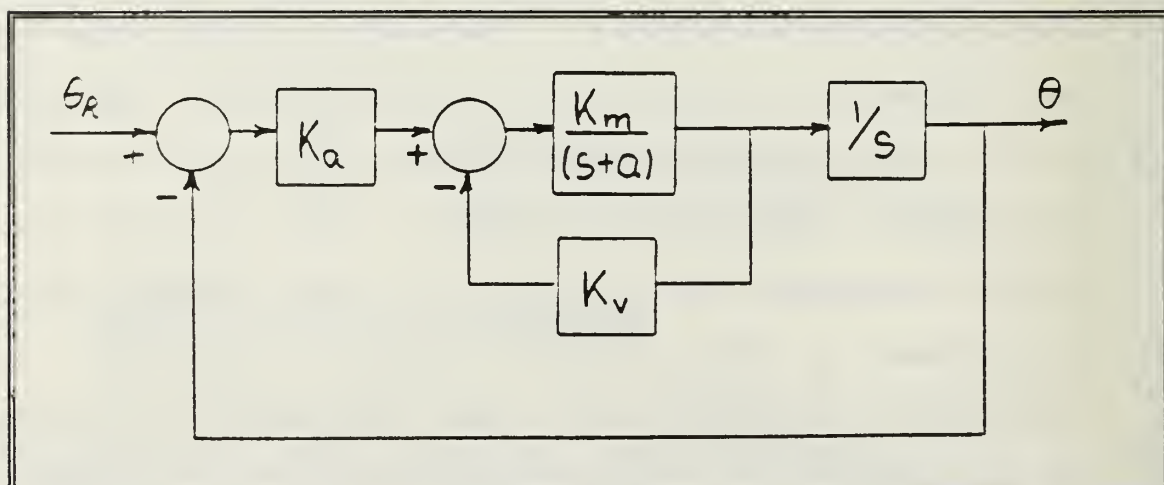 θR
+
-
Ka
+
-
Km
(s+a)
1/s
θ
Kv